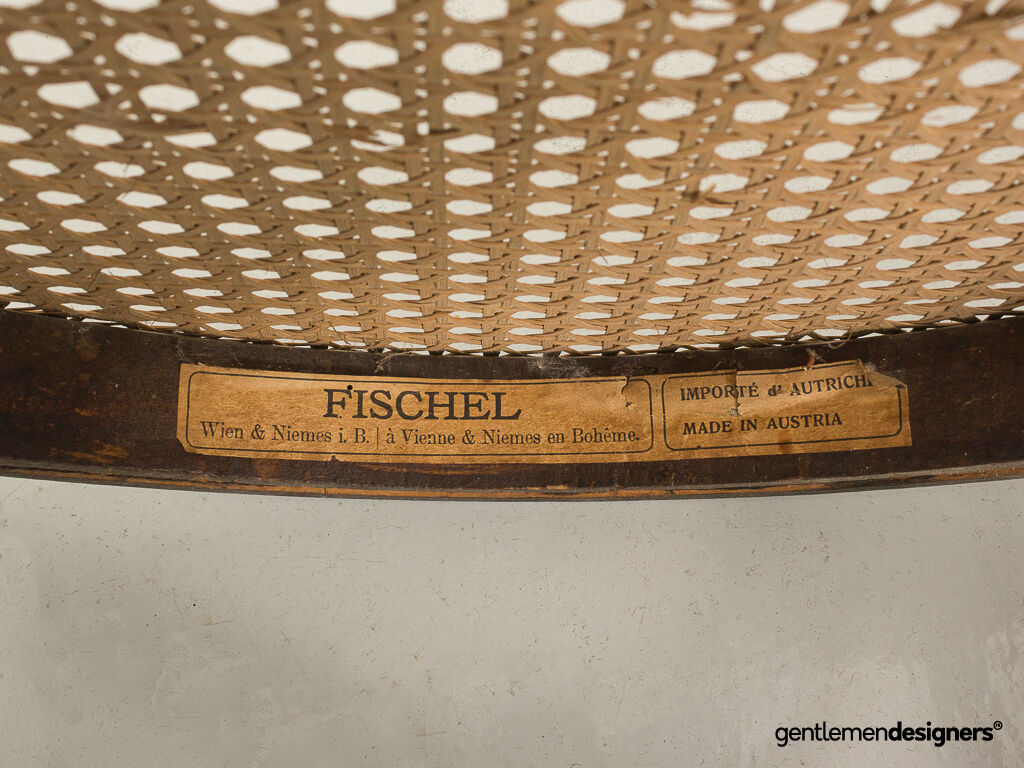 FISCHEL
Wien & Niemes i. B. | à Vienne & Niemes en Bohême.
IMPORTÉ d' AUTRICH
MADE IN AUSTRIA
gentlemendesigners®